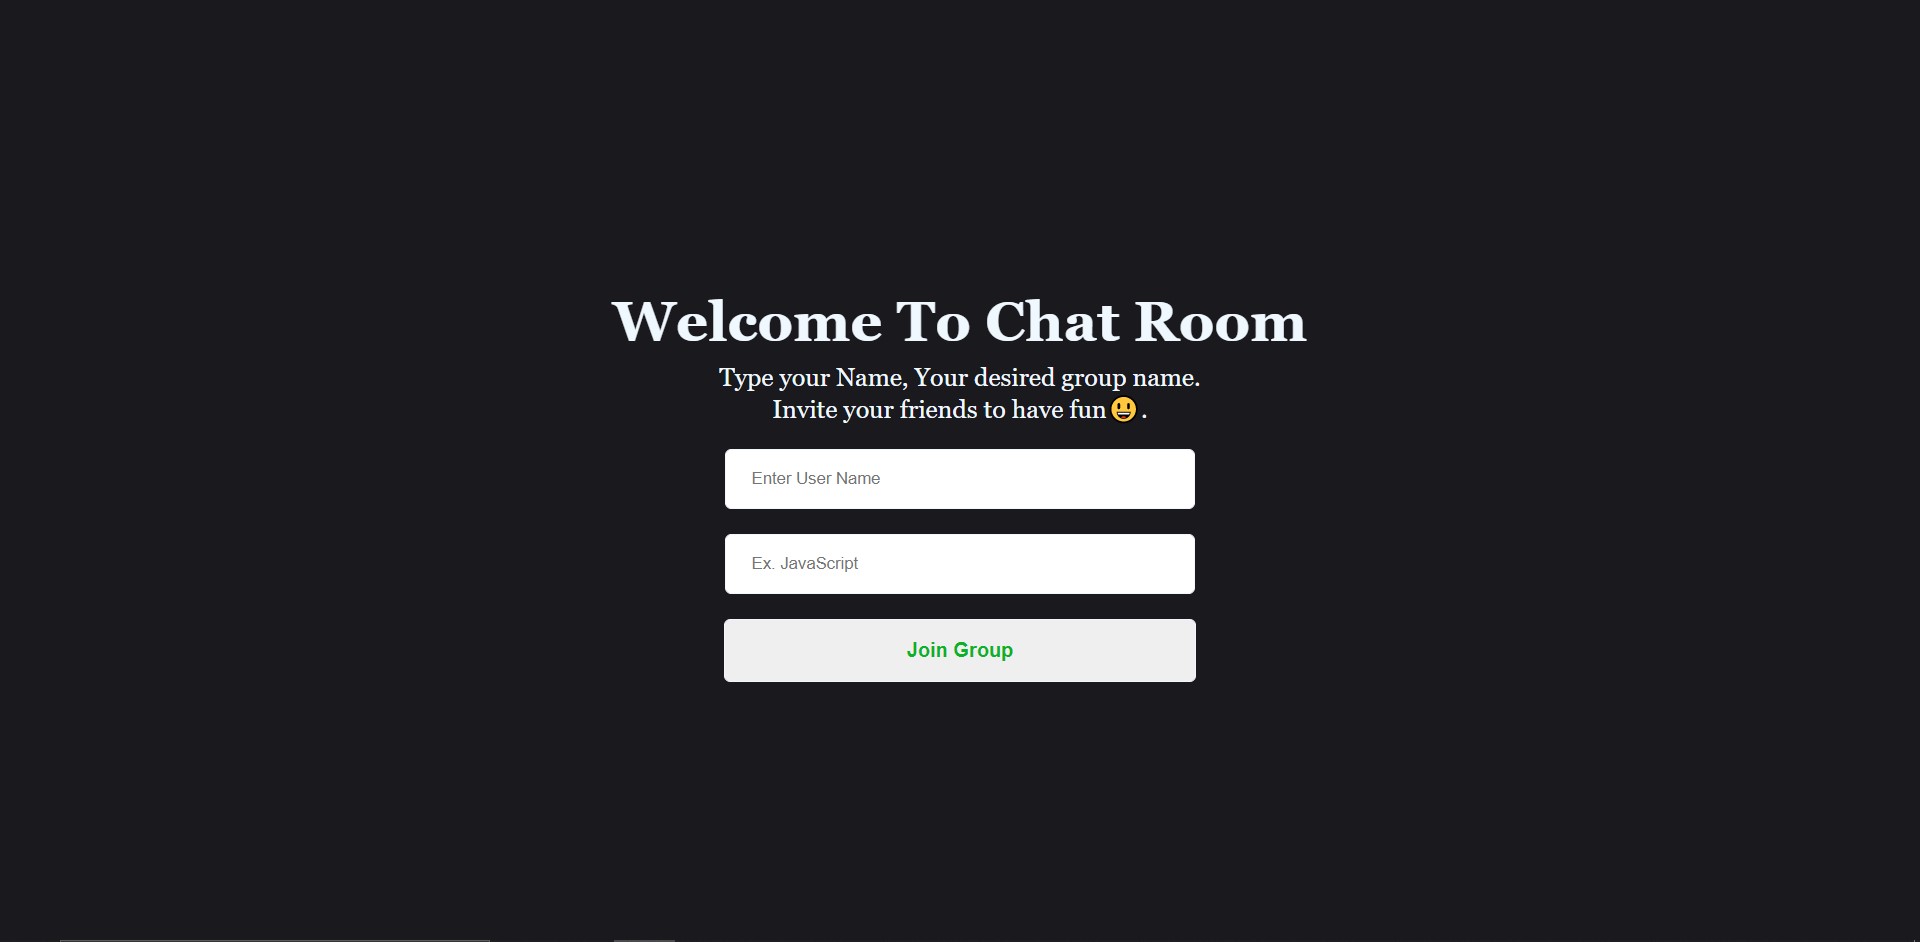 Welcome To Chat Room
Type your Name, Your desired group name.
Invite your friends to have fun😃.
Enter User Name
Ex. JavaScript
Join Group